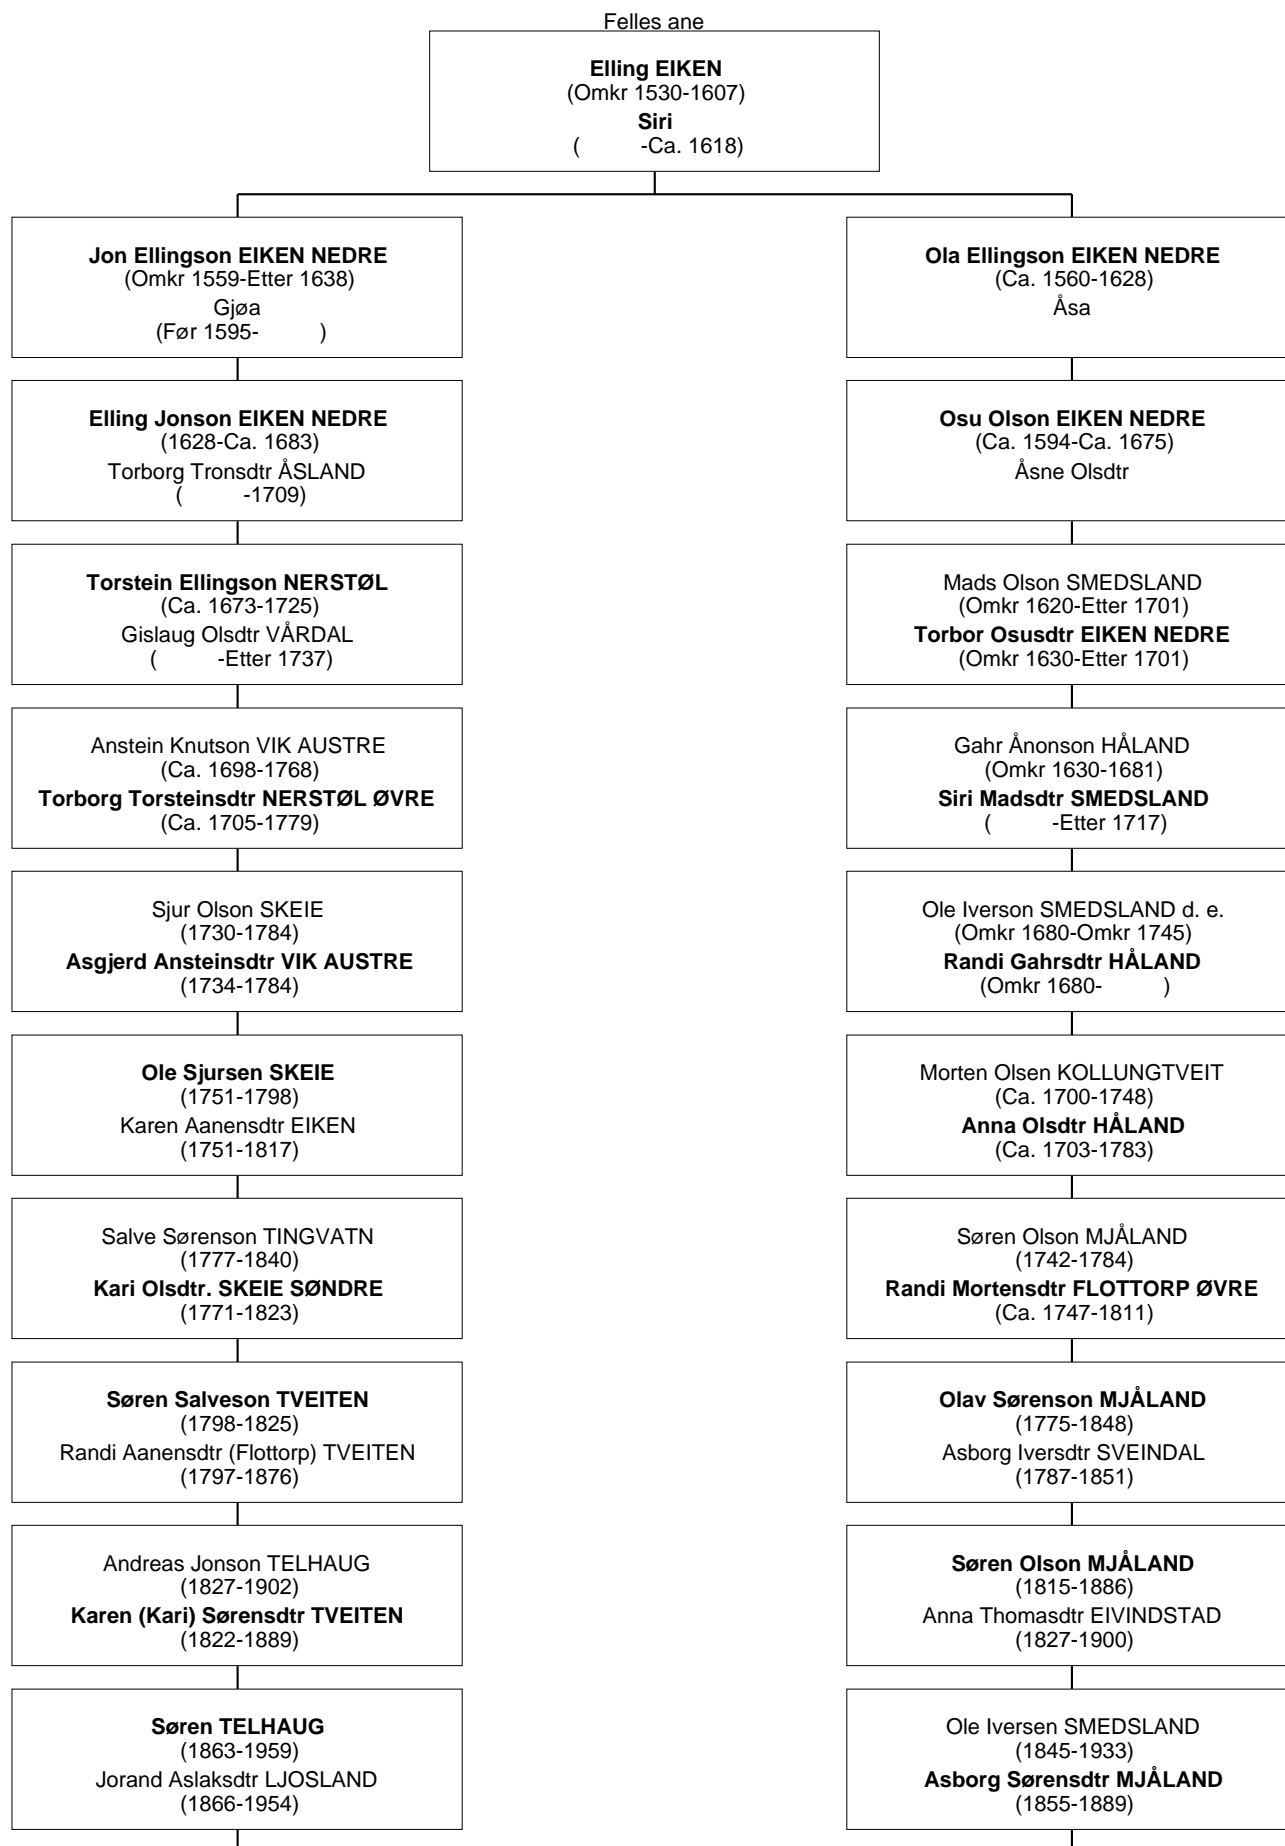 Felles ane
Elling EIKEN
(Omkr 1530-1607)
Siri
( -Ca. 1618)
Jon Ellingson EIKEN NEDRE
(Omkr 1559-Etter 1638)
Gjøa
(Før 1595- )
Elling Jonson EIKEN NEDRE
(1628-Ca. 1683)
Torborg Tronsdtr ÅSLAND
( -1709)
Torstein Ellingson NERSTØL
(Ca. 1673-1725)
Gislaug Olsdtr VÅRDAL
( -Etter 1737)
Anstein Knutson VIK AUSTRE
(Ca. 1698-1768)
Torborg Torsteinsdtr NERSTØL ØVRE
(Ca. 1705-1779)
Sjur Olson SKEIE
(1730-1784)
Asgjerd Ansteinsdtr VIK AUSTRE
(1734-1784)
Ole Sjursen SKEIE
(1751-1798)
Karen Aanensdtr EIKEN
(1751-1817)
Salve Sørenson TINGVATN
(1777-1840)
Kari Olsdtr. SKEIE SØNDRE
(1771-1823)
Søren Salveson TVEITEN
(1798-1825)
Randi Aanensdtr (Flottorp) TVEITEN
(1797-1876)
Andreas Jonson TELHAUG
(1827-1902)
Karen (Kari) Sørensdtr TVEITEN
(1822-1889)
Søren TELHAUG
(1863-1959)
Jorand Aslaksdtr LJOSLAND
(1866-1954)
Ola Ellingson EIKEN NEDRE
(Ca. 1560-1628)
Åsa
Osu Olson EIKEN NEDRE
(Ca. 1594-Ca. 1675)
Åsne Olsdtr
Mads Olson SMEDSLAND
(Omkr 1620-Etter 1701)
Torbor Osusdtr EIKEN NEDRE
(Omkr 1630-Etter 1701)
Gahr Ånonson HÅLAND
(Omkr 1630-1681)
Siri Madsdtr SMEDSLAND
( -Etter 1717)
Ole Iverson SMEDSLAND d. e.
(Omkr 1680-Omkr 1745)
Randi Gahrsdtr HÅLAND
(Omkr 1680- )
Morten Olsen KOLLUNGTVEIT
(Ca. 1700-1748)
Anna Olsdtr HÅLAND
(Ca. 1703-1783)
Søren Olson MJÅLAND
(1742-1784)
Randi Mortensdtr FLOTTORP ØVRE
(Ca. 1747-1811)
Olav Sørenson MJÅLAND
(1775-1848)
Asborg Iversdtr SVEINDAL
(1787-1851)
Søren Olson MJÅLAND
(1815-1886)
Anna Thomasdtr EIVINDSTAD
(1827-1900)
Ole Iversen SMEDSLAND
(1845-1933)
Asborg Sørensdtr MJÅLAND
(1855-1889)